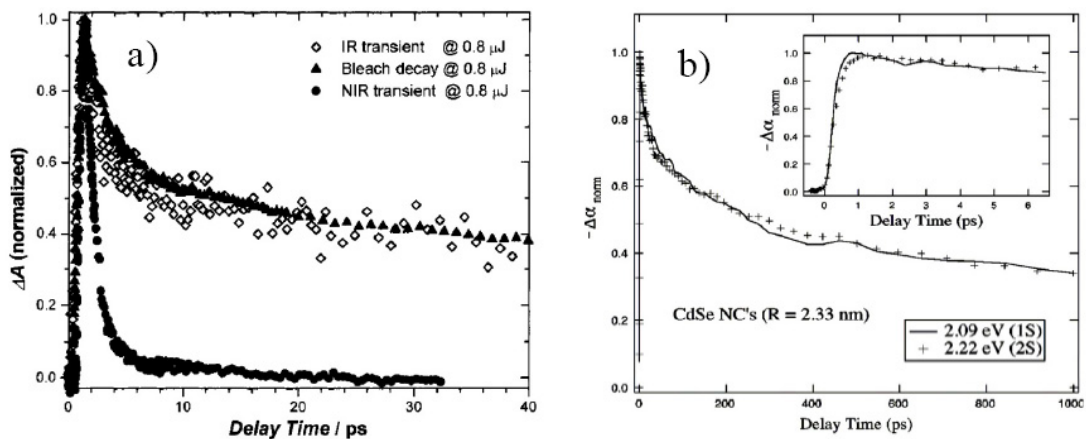 a)
◇ IR transient @ 0.8 μJ
▲ Bleach decay @ 0.8 μJ
● NIR transient @ 0.8 μJ
ΔA (normalized)
1.0
0.8
0.6
0.4
0.2
0.0
0 10 20 30 40
Delay Time / ps
b)
-Δα norm
1.0
0.8
0.6
0.4
0.2
0.0
-Δα norm
1.0
0.8
0.6
0.4
0.2
0.0
0 1 2 3 4 5 6
Delay Time (ps)
CdSe NC's (R = 2.33 nm)
2.09 eV (1S)
+ 2.22 eV (2S)
0 200 400 600 800 1000
Delay Time (ps)